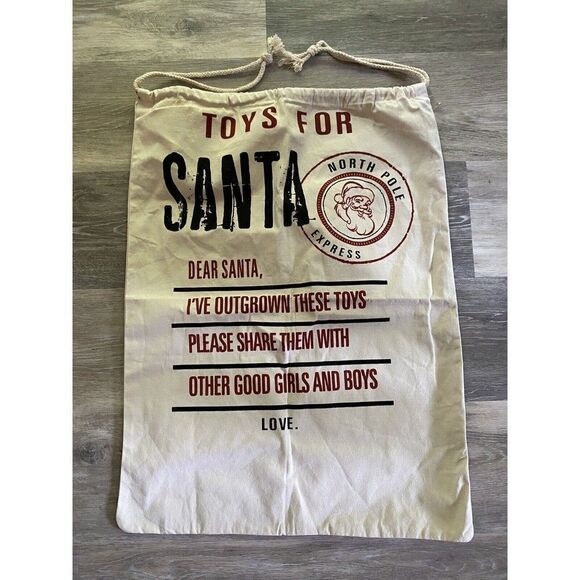 TOYS FOR
SANTA
NORTH POLE
EXPRESS
DEAR SANTA,
I'VE OUTGROWN THESE TOYS
PLEASE SHARE THEM WITH
OTHER GOOD GIRLS AND BOYS
LOVE.